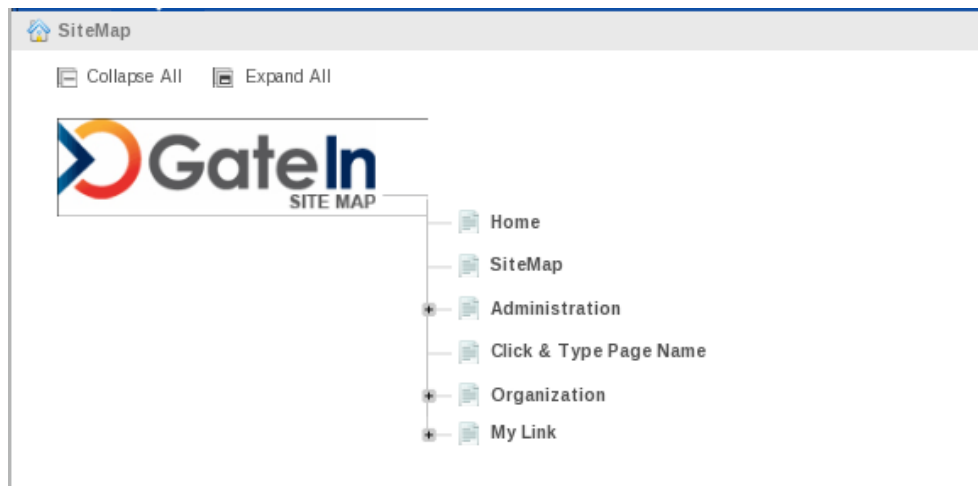 SiteMap
Collapse All Expand All
GateIn
SITE MAP
Home
SiteMap
Administration
Click & Type Page Name
Organization
My Link